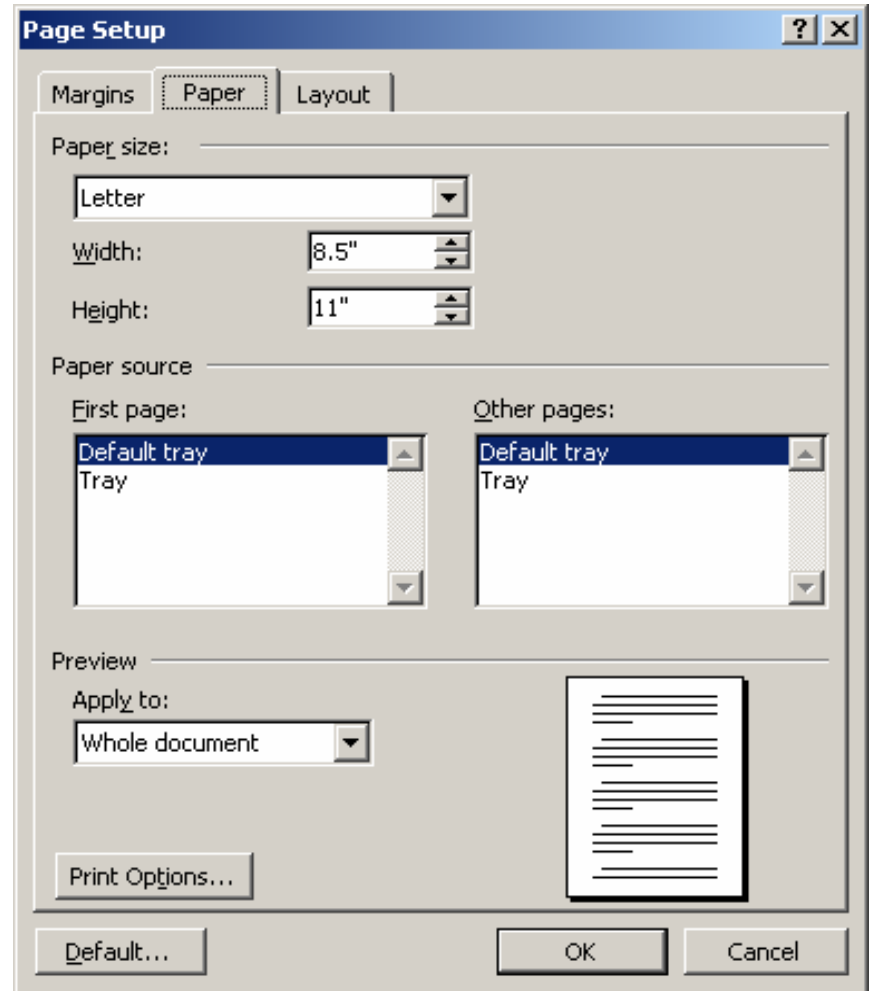 Page Setup
Margins Paper Layout
Paper size:
Letter
Width: 8.5"
Height: 11"
Paper source
First page: Other pages:
Default tray Default tray
Tray Tray
Preview
Apply to:
Whole document
Print Options...
Default... OK Cancel